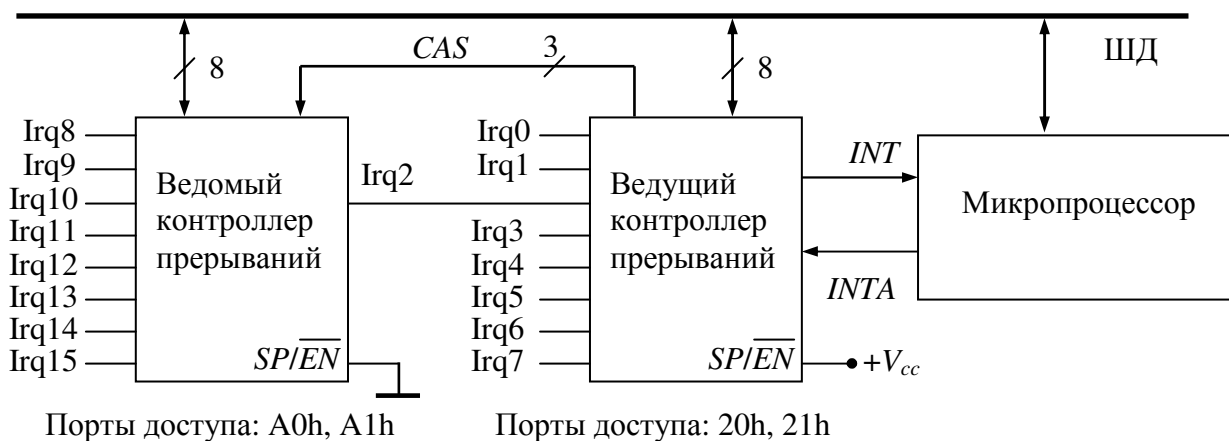 CAS
3
8
8
ШД
Irq8
Irq9
Irq10
Irq11
Irq12
Irq13
Irq14
Irq15
Ведомый
контроллер
прерываний
SP/EN
Irq2
Irq0
Irq1
Irq3
Irq4
Irq5
Irq6
Irq7
Ведущий
контроллер
прерываний
SP/EN
INT
INTA
Микропроцессор
+Vcc
Порты доступа: A0h, A1h
Порты доступа: 20h, 21h